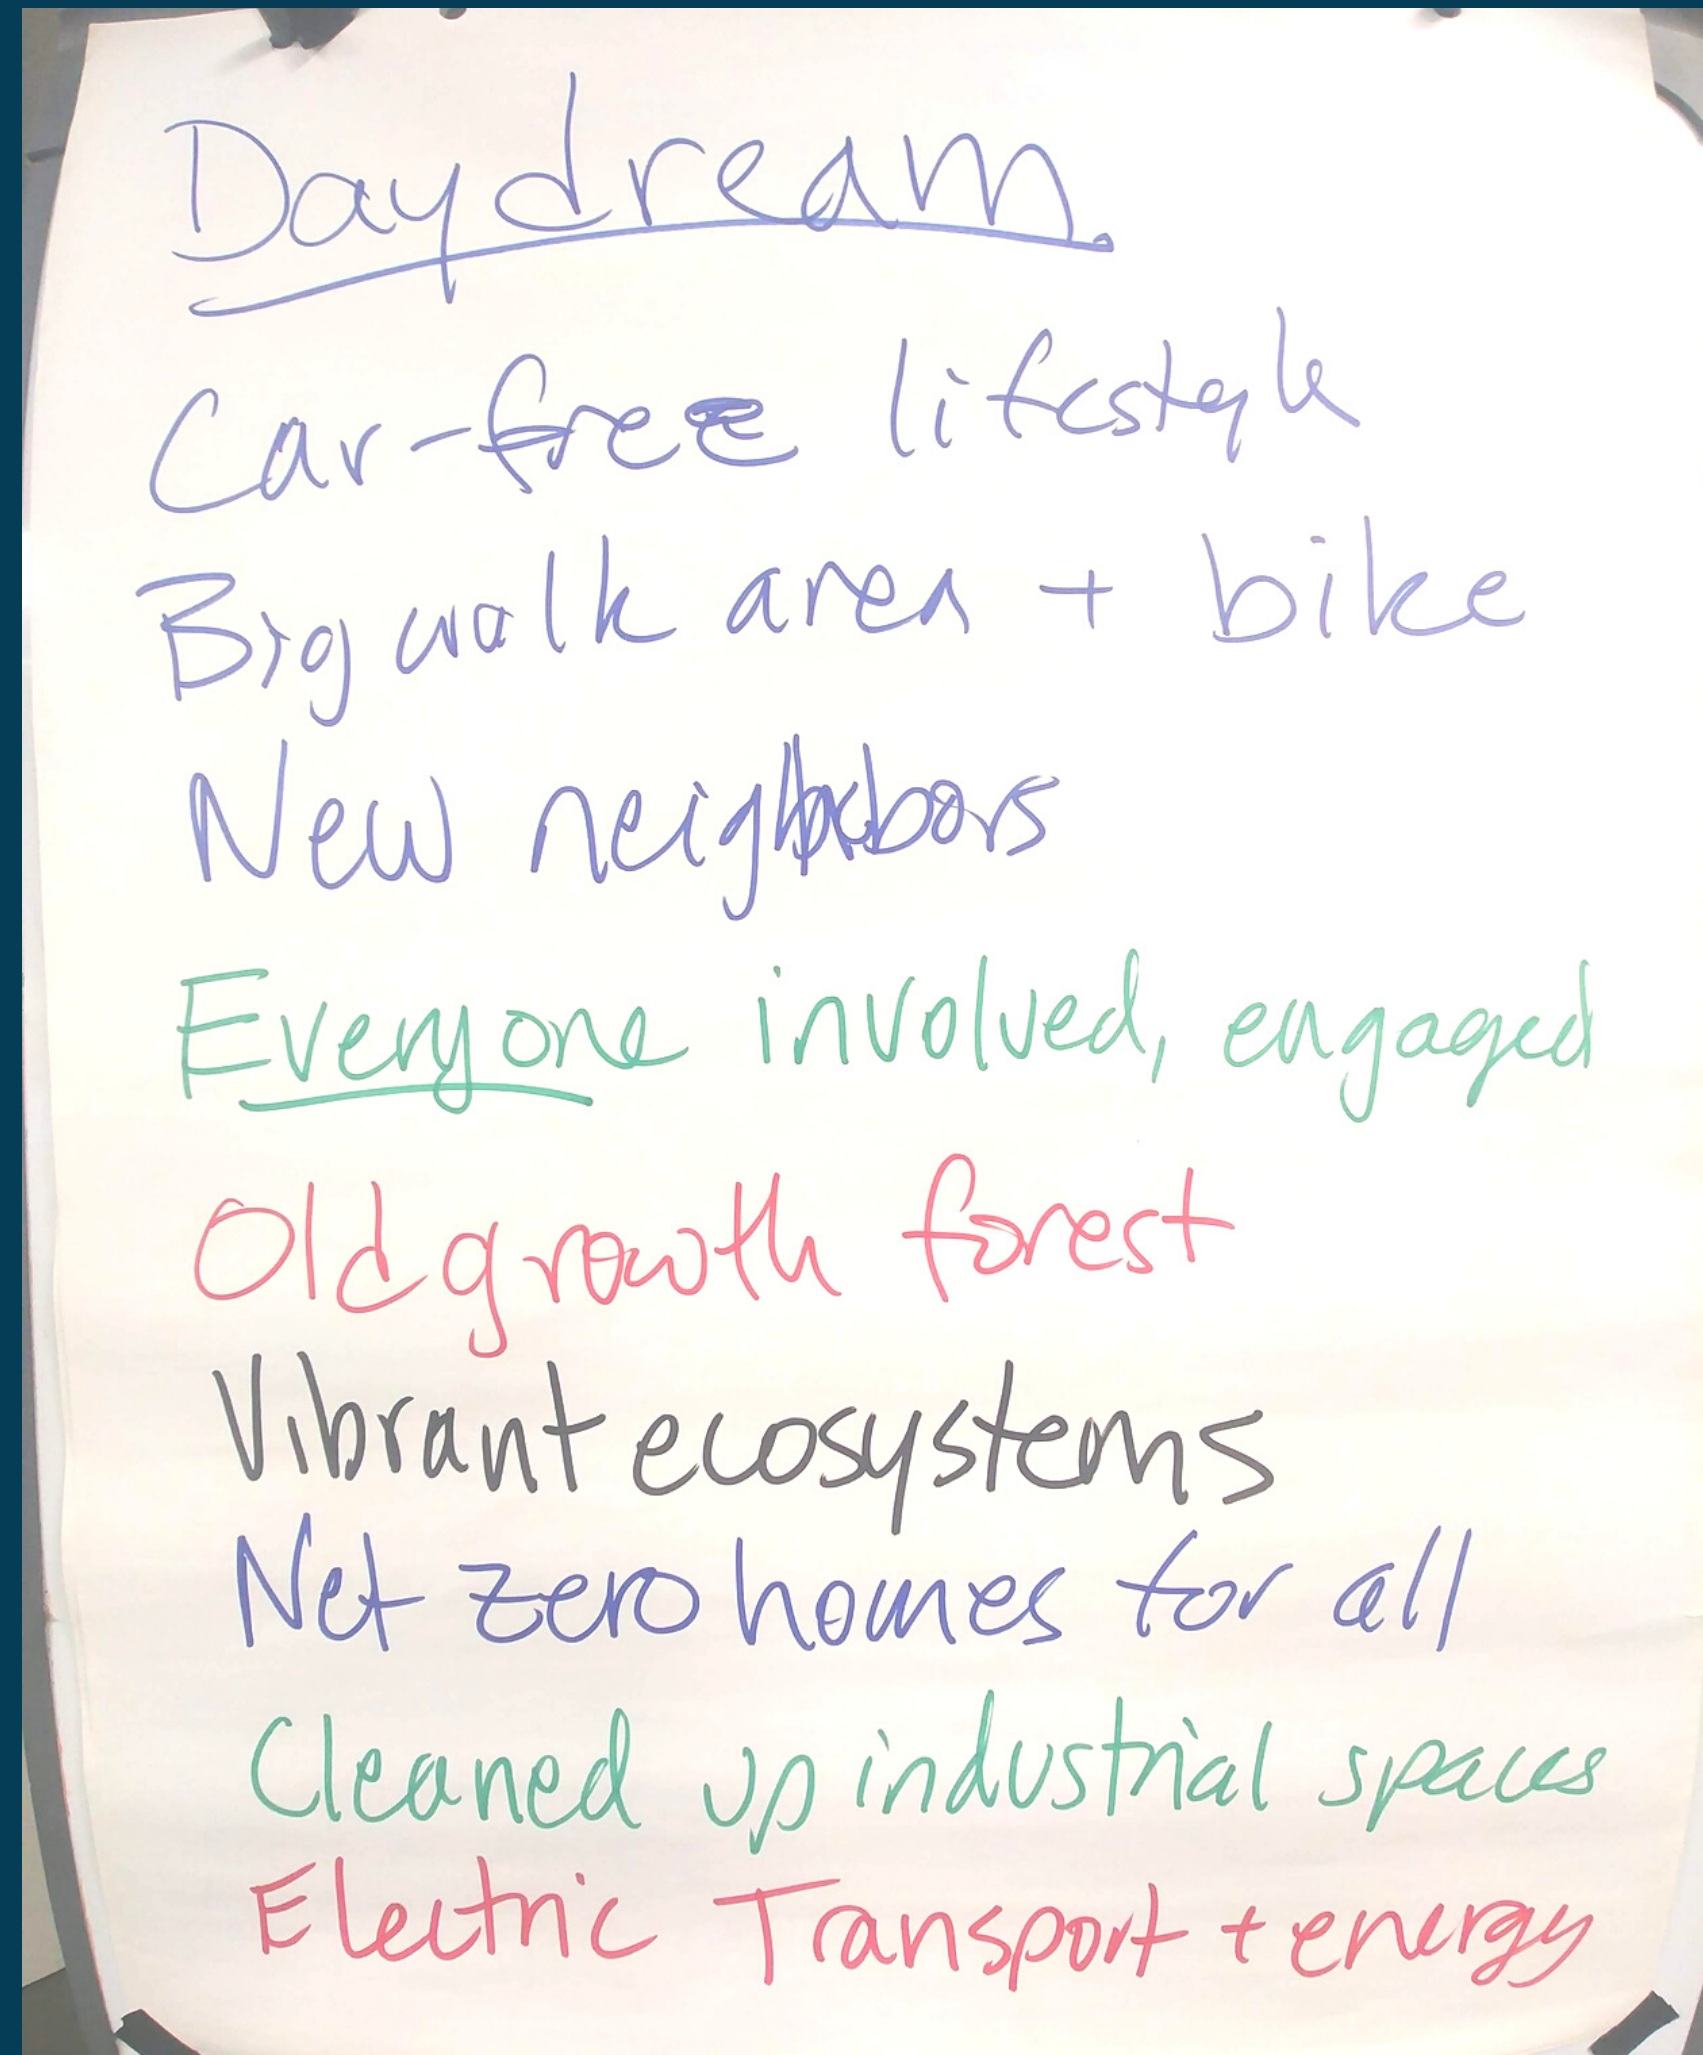 Daydream
Car-free lifestyle
Big walk area + bike
New neighbors
Everyone involved, engaged
Old growth forest
Vibrant ecosystems
Net zero homes for all
Cleaned up industrial spaces
Electric Transport + energy